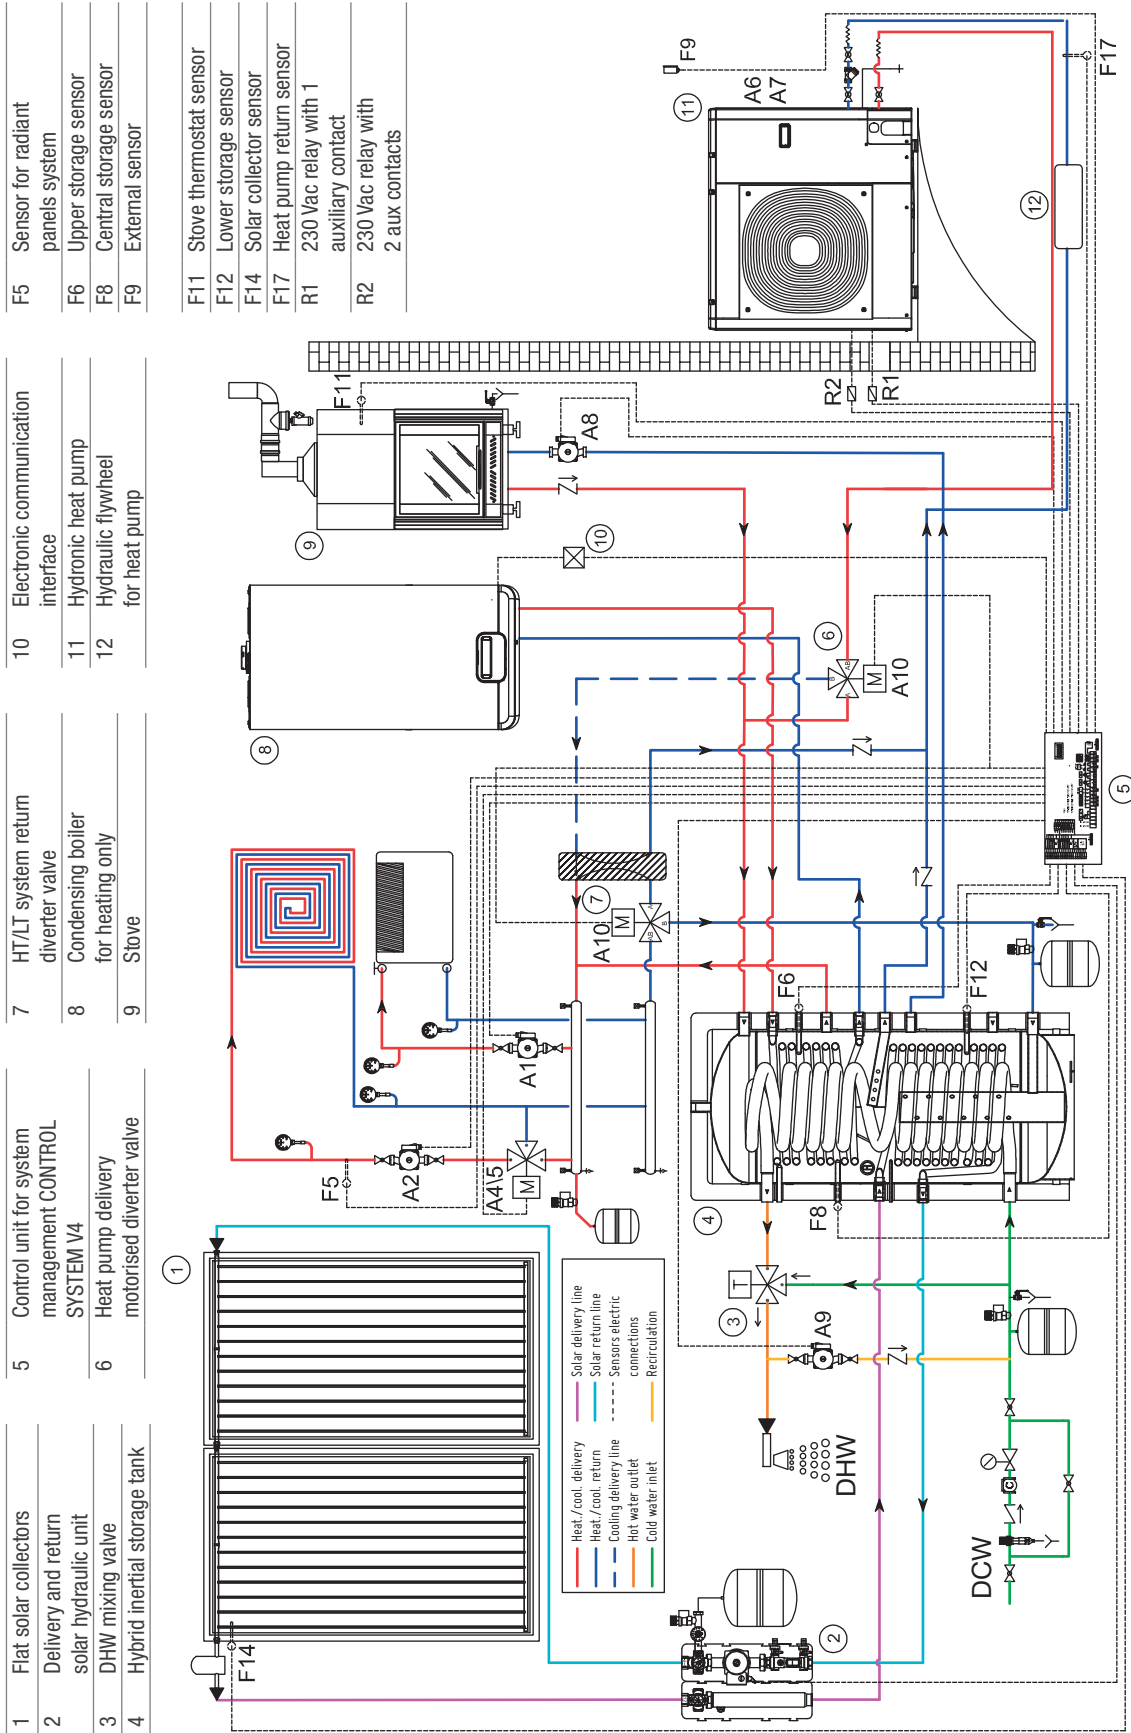 1 Flat solar collectors
2 Delivery and return
solar hydraulic unit
3 DHW mixing valve
4 Hybrid inertial storage tank
5 Control unit for system
management CONTROL
SYSTEM V4
6 Heat pump delivery
motorised diverter valve
7 HT/LT system return
diverter valve
8 Condensing boiler
for heating only
9 Stove
10 Electronic communication
interface
11 Hydronic heat pump
12 Hydraulic flywheel
for heat pump
F5 Sensor for radiant
panels system
F6 Upper storage sensor
F8 Central storage sensor
F9 External sensor
F11 Stove thermostat sensor
F12 Lower storage sensor
F14 Solar collector sensor
F17 Heat pump return sensor
R1 230 Vac relay with 1
auxiliary contact
R2 230 Vac relay with
2 aux contacts
1
F14
2
3
T
4
5
6
7
8
9
10
11
12
F5
A2
A4\5
M
A1
A10
M
AB
A
B
A10
M
AB
A
B
F11
A8
R2
R1
F9
A6
A7
F17
F6
F12
F8
A9
DHW
DCW
C
Heat./cool. delivery
Heat./cool. return
Cooling delivery line
Hot water outlet
Cold water inlet
Solar delivery line
Solar return line
Sensors electric
connections
Recirculation